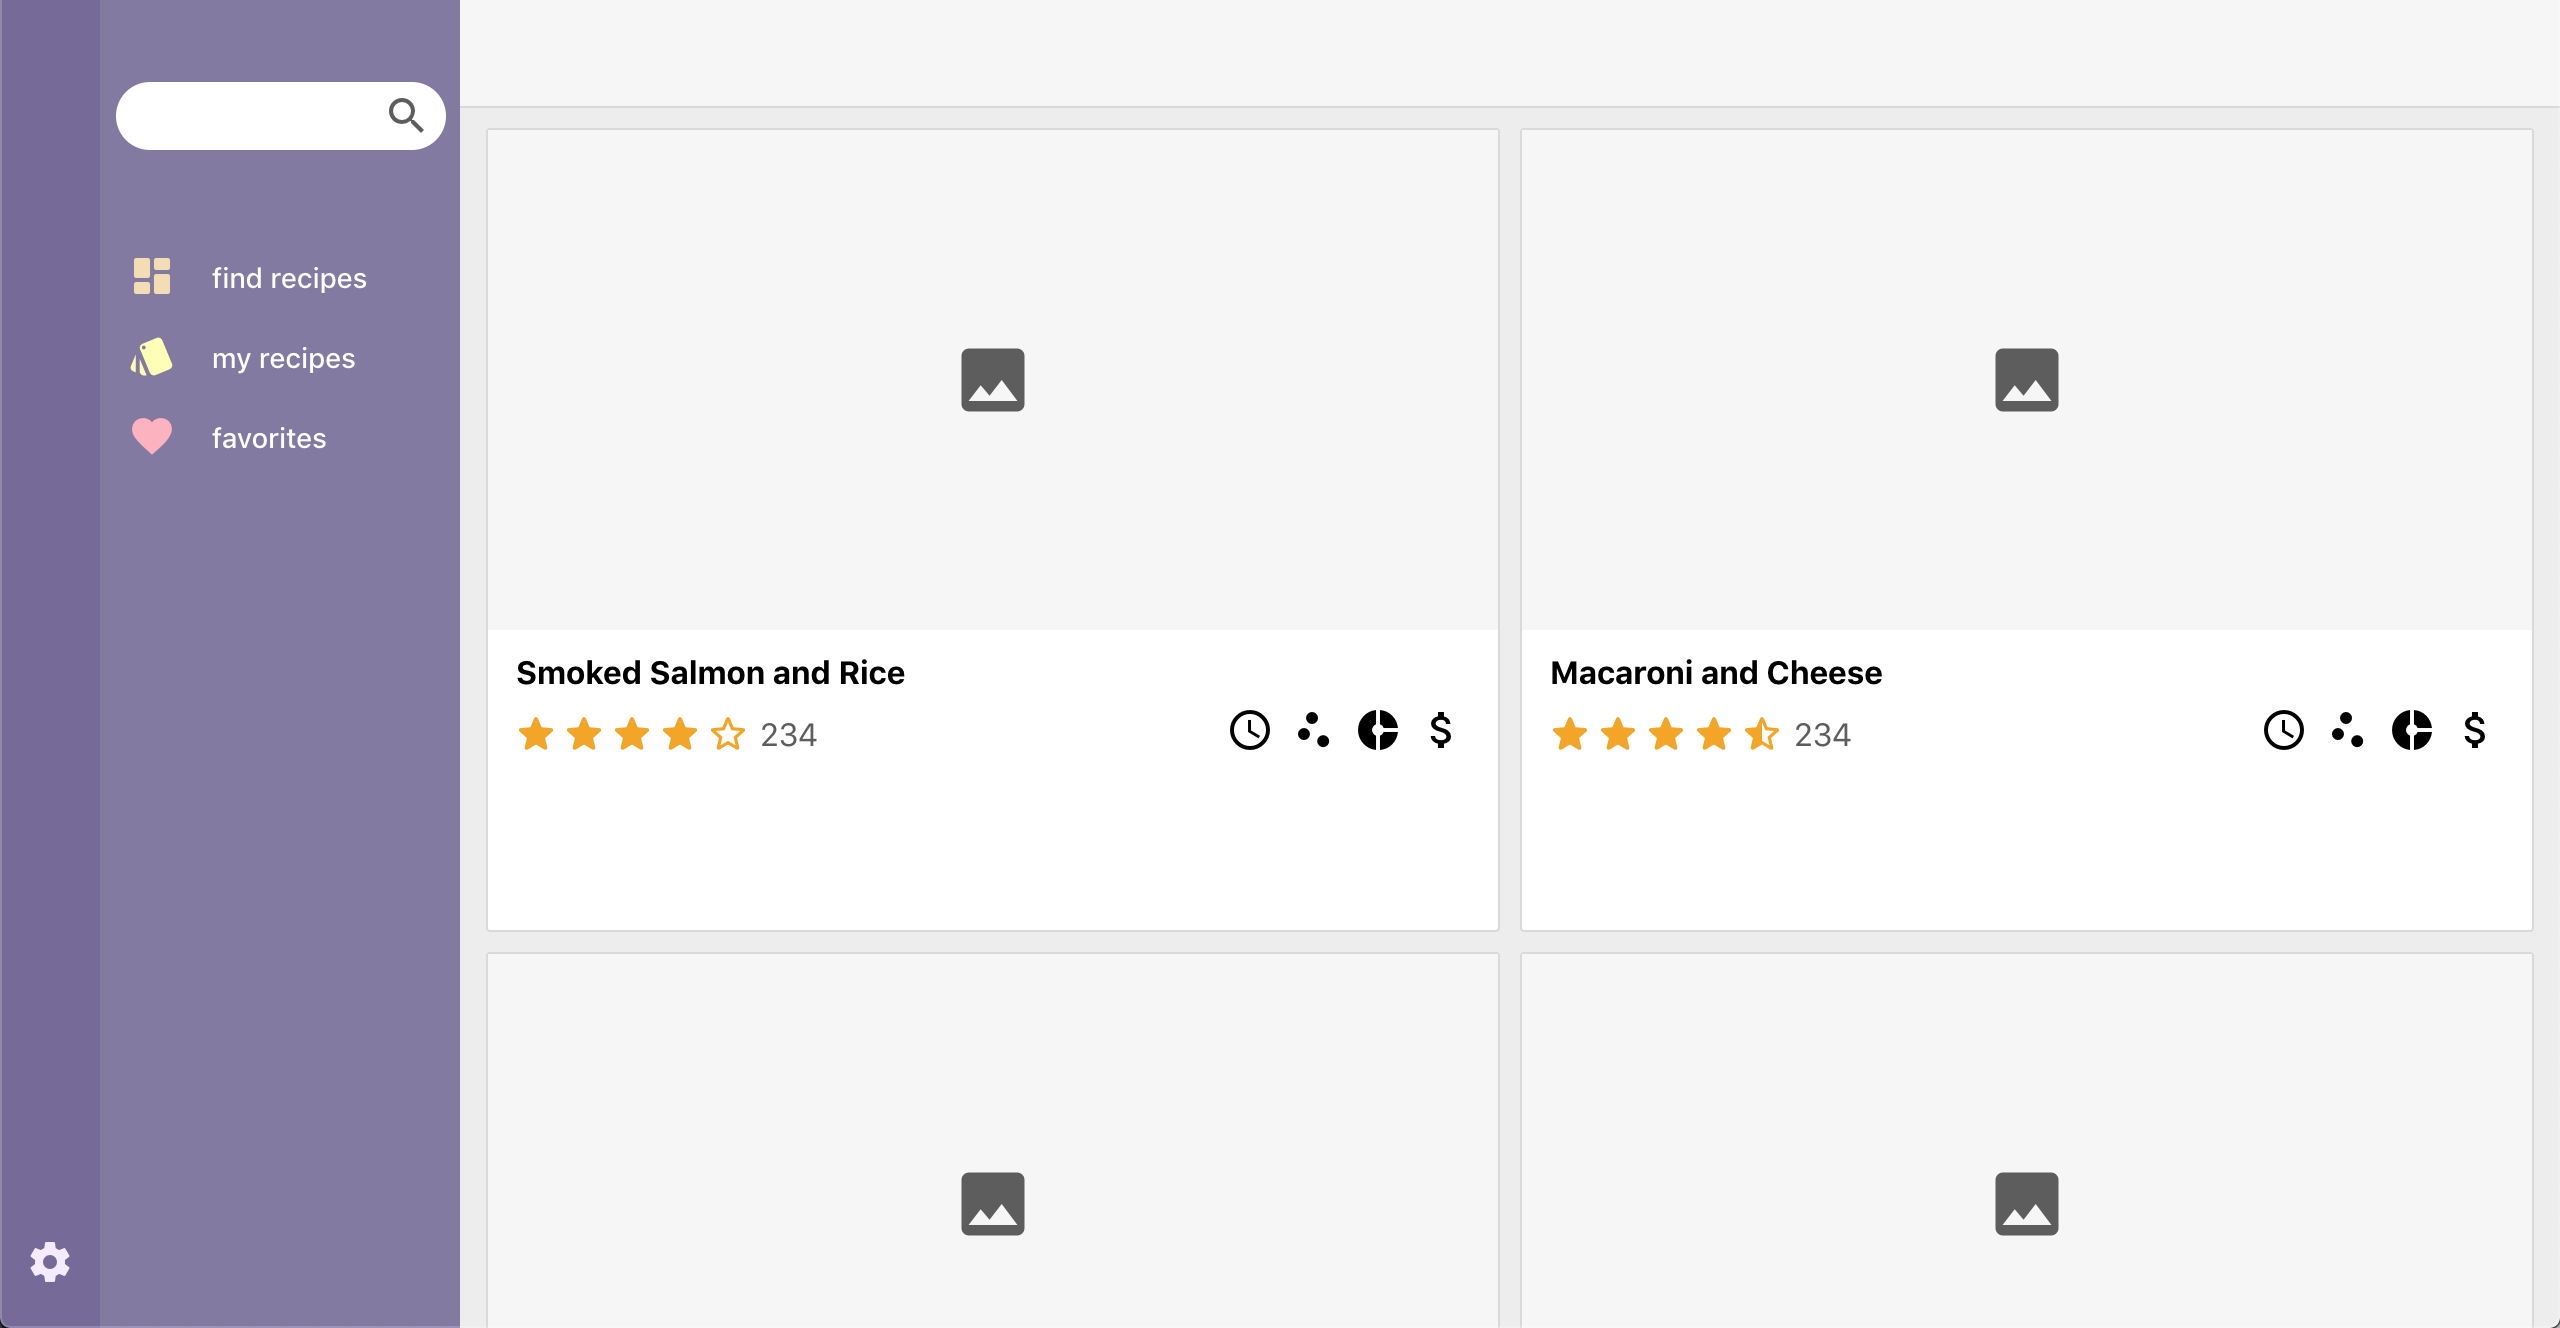 find recipes
my recipes
favorites
Smoked Salmon and Rice
234
$
Macaroni and Cheese
234
$